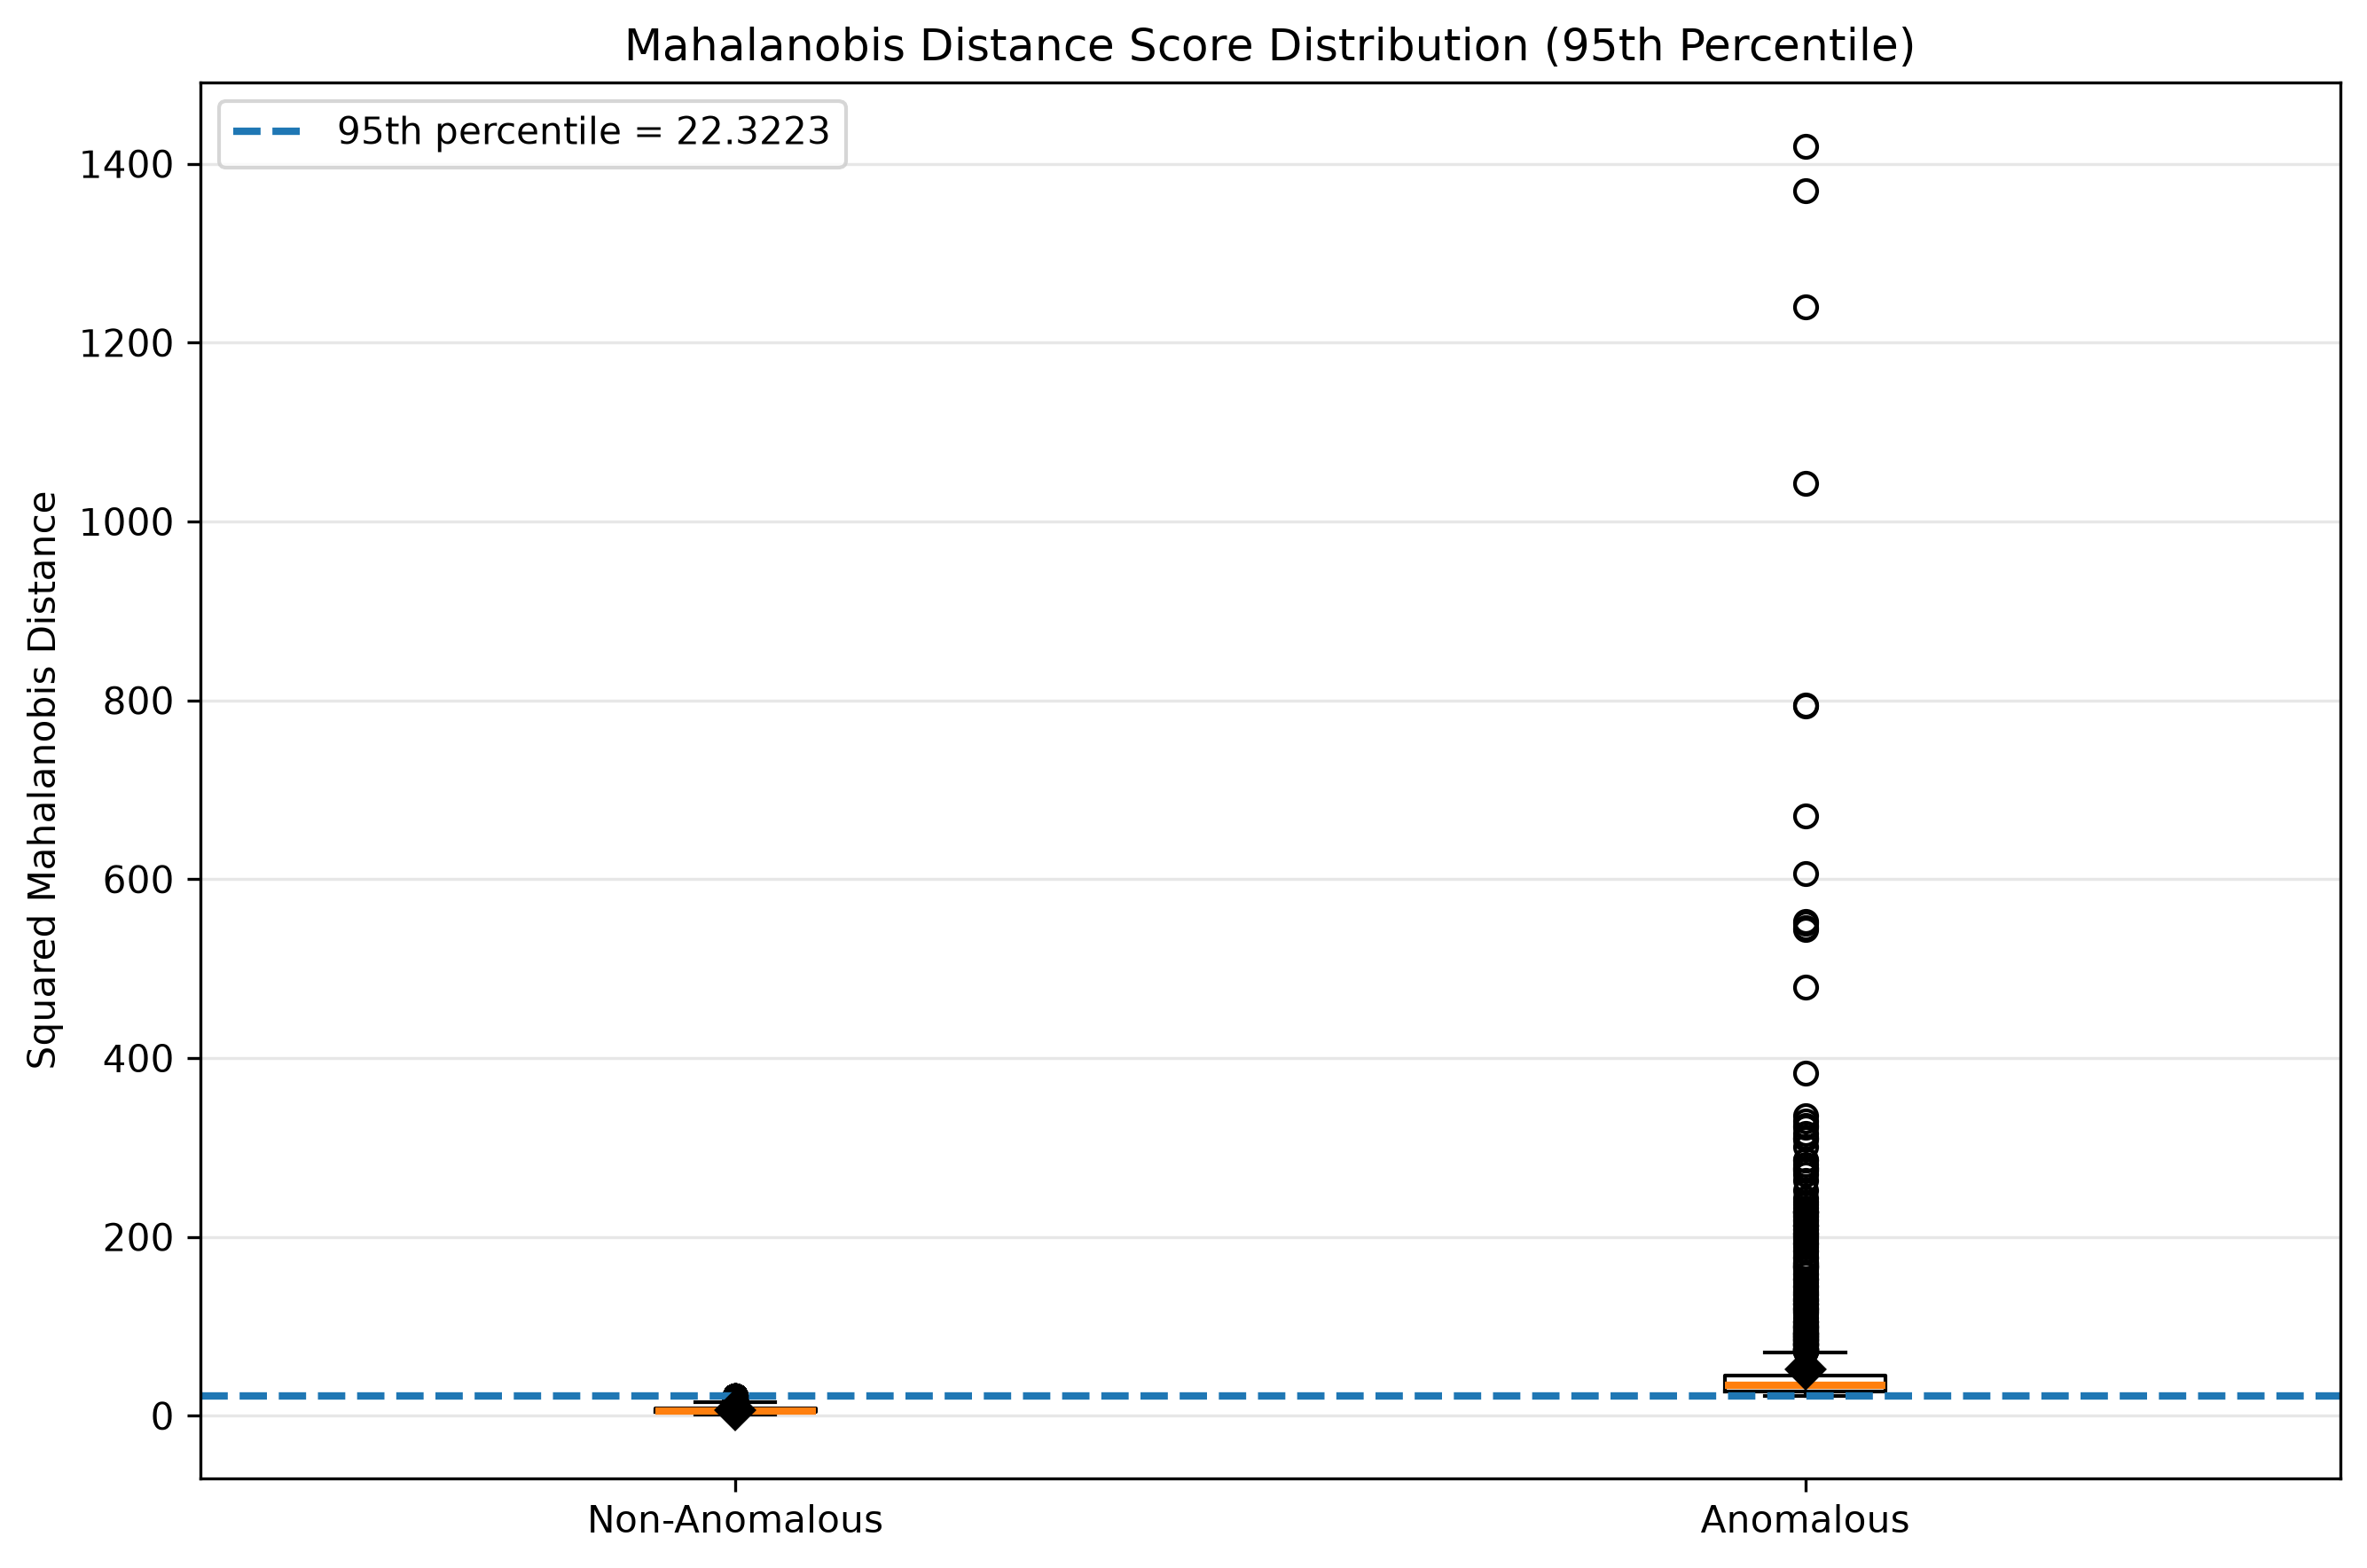 Mahalanobis Distance Score Distribution (95th Percentile)
95th percentile = 22.3223
Squared Mahalanobis Distance
1400
1200
1000
800
600
400
200
0
Non-Anomalous
Anomalous